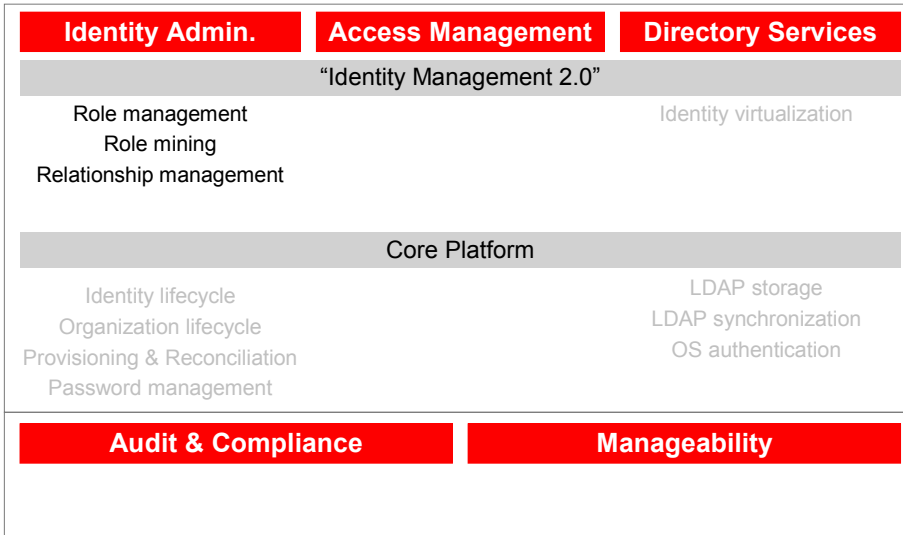 Identity Admin.
Access Management
Directory Services
“Identity Management 2.0”
Role management
Role mining
Relationship management
Identity virtualization
Core Platform
Identity lifecycle
Organization lifecycle
Provisioning & Reconciliation
Password management
LDAP storage
LDAP synchronization
OS authentication
Audit & Compliance
Manageability